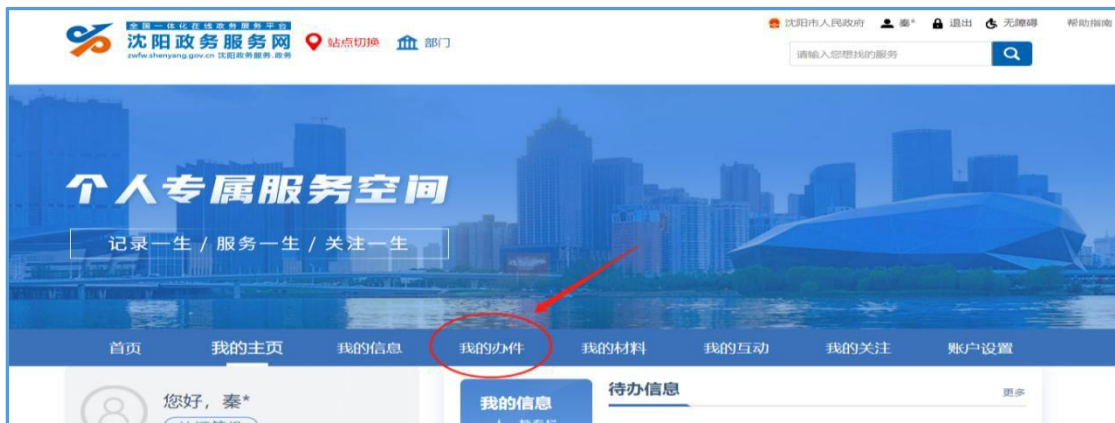 全国一体化在线政务服务平台
沈阳政务服务网
zwfw.shenyang.gov.cn 沈阳政务服务.政务
站点切换
部门
沈阳市人民政府 秦* 退出 无障碍 帮助指南
请输入您想找的服务
个人专属服务空间
记录一生 / 服务一生 / 关注一生
首页 我的主页 我的信息 我的办件 我的材料 我的互动 我的关注 账户设置
您好，秦*
我的信息
待办信息
更多